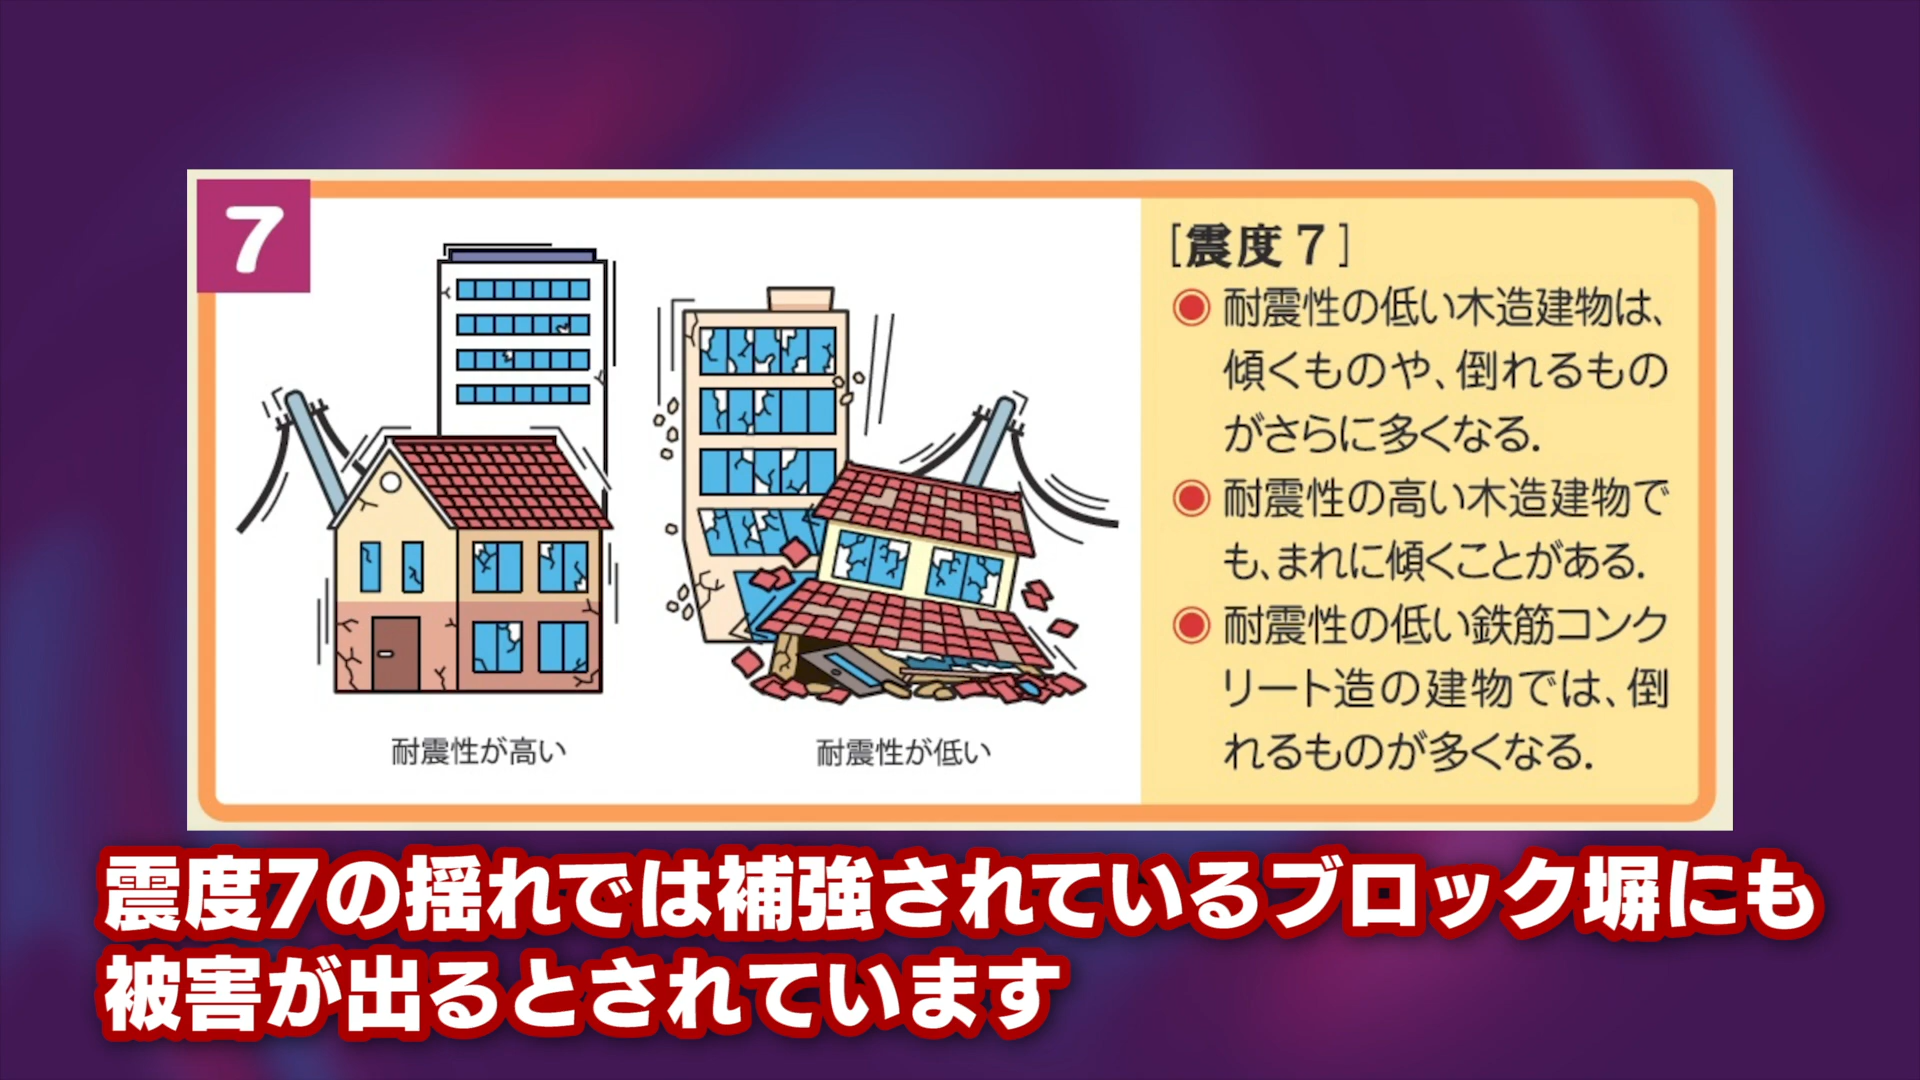 7
[震度7]
◉ 耐震性の低い木造建物は、
傾くものや、倒れるもの
がさらに多くなる.
◉ 耐震性の高い木造建物で
も、まれに傾くことがある.
◉ 耐震性の低い鉄筋コンク
リート造の建物では、倒
れるものが多くなる.
耐震性が高い
耐震性が低い
震度7の揺れでは補強されているブロック塀にも
被害が出るとされています